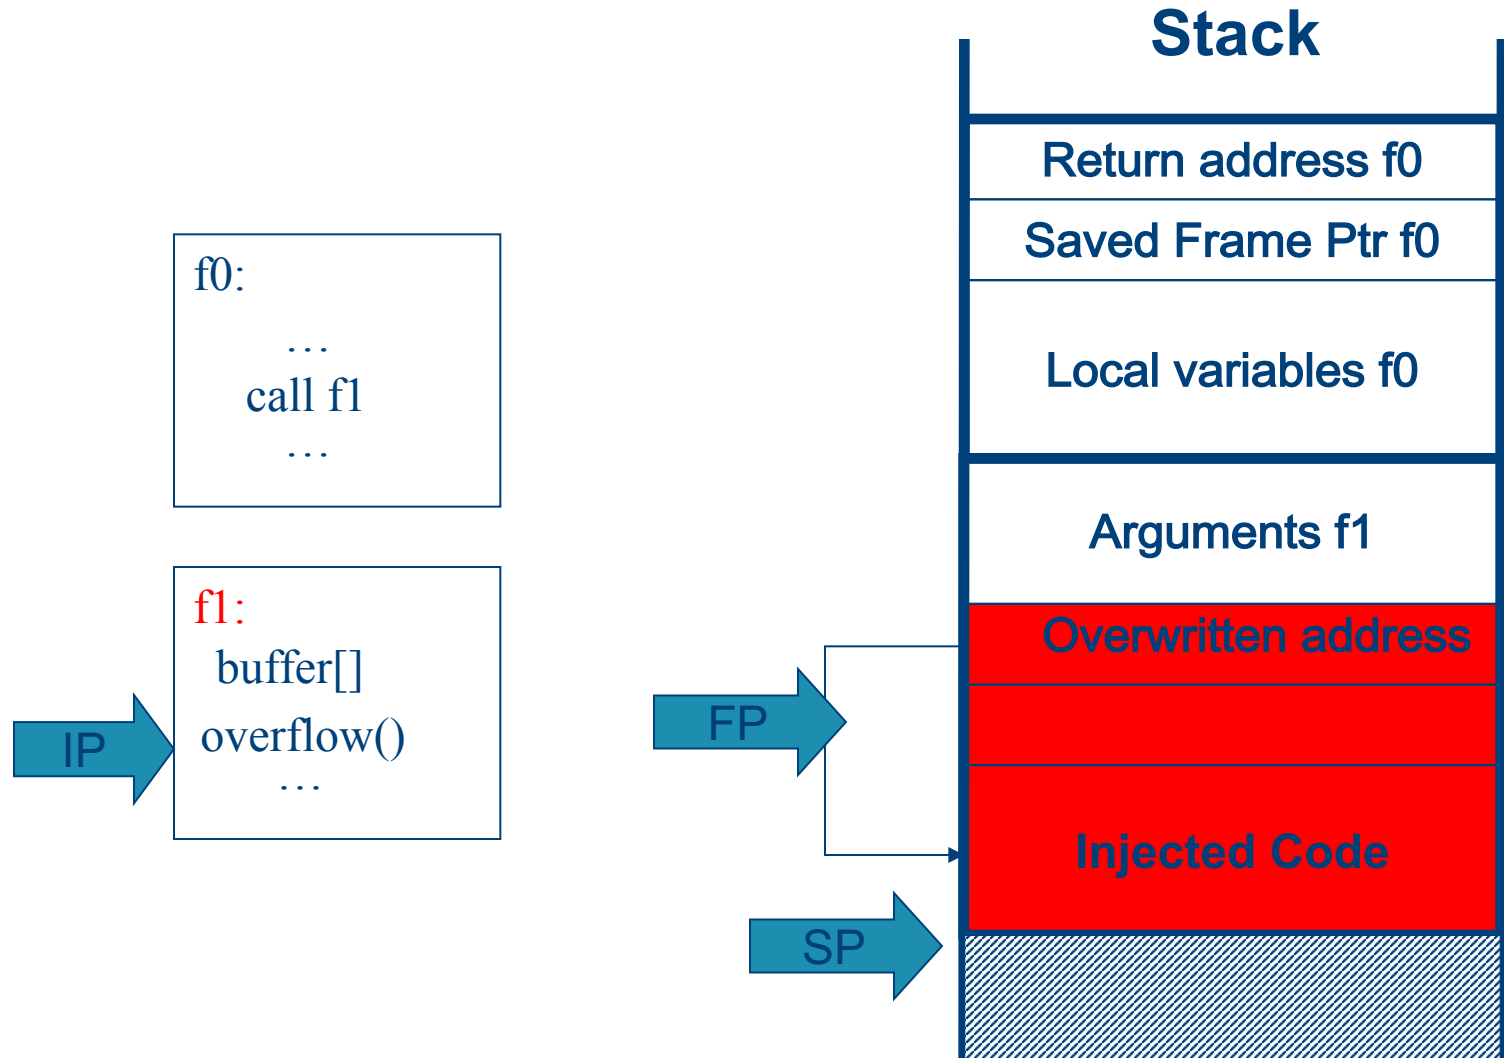 Stack
Return address f0
Saved Frame Ptr f0
Local variables f0
Arguments f1
Overwritten address
Injected Code
f0:
…
call f1
…
f1:
buffer[]
overflow()
…
IP
FP
SP